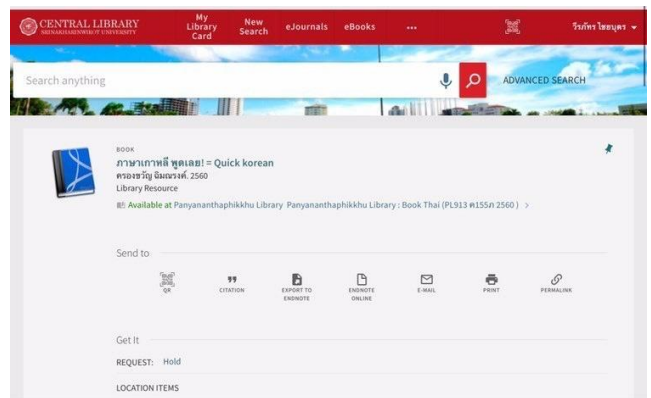 CENTRAL LIBRARY
SRINAKHARINWIROT UNIVERSITY
My Library Card
New Search
eJournals
eBooks
...
วีรภัทร ไชยบุตร
Search anything
ADVANCED SEARCH
BOOK
ภาษาเกาหลี พูดเลย! = Quick korean
ครองขวัญ ฉิมณรงค์. 2560
Library Resource
Available at Panyananthaphikkhu Library Panyananthaphikkhu Library : Book Thai (PL913 ค155ภ 2560 ) >
Send to
QR
CITATION
EXPORT TO ENDNOTE
ENDNOTE ONLINE
E-MAIL
PRINT
PERMALINK
Get It
REQUEST: Hold
LOCATION ITEMS